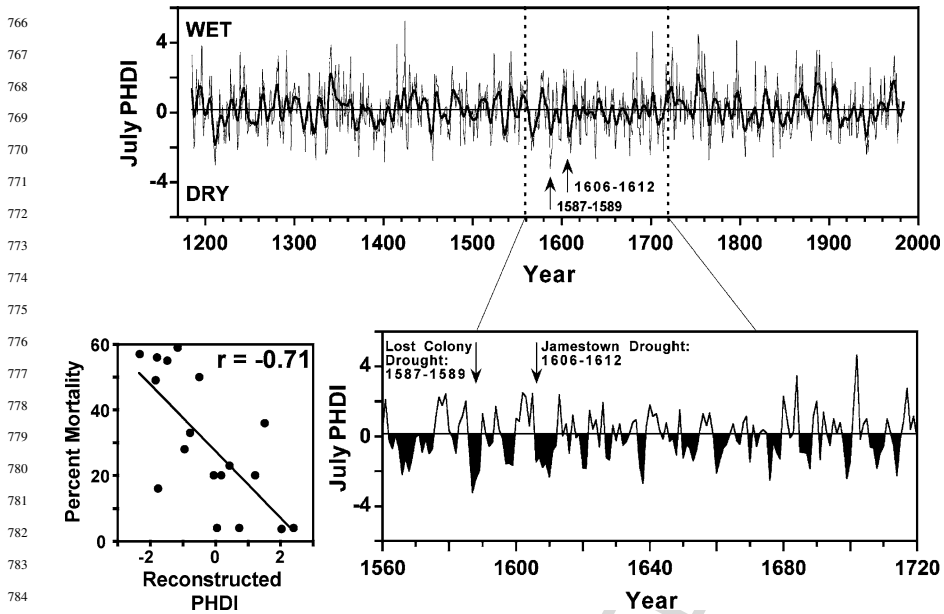 766
767
768
769
770
771
772
773
774
775
776
777
778
779
780
781
782
783
784
WET
DRY
July PHDI
4
0
-4
1606-1612
1587-1589
1200 1300 1400 1500 1600 1700 1800 1900 2000
Year
60
40
20
0
Percent Mortality
r = -0.71
-2 0 2
Reconstructed
PHDI
July PHDI
4
0
-4
Lost Colony
Drought:
1587-1589
Jamestown Drought:
1606-1612
1560 1600 1640 1680 1720
Year